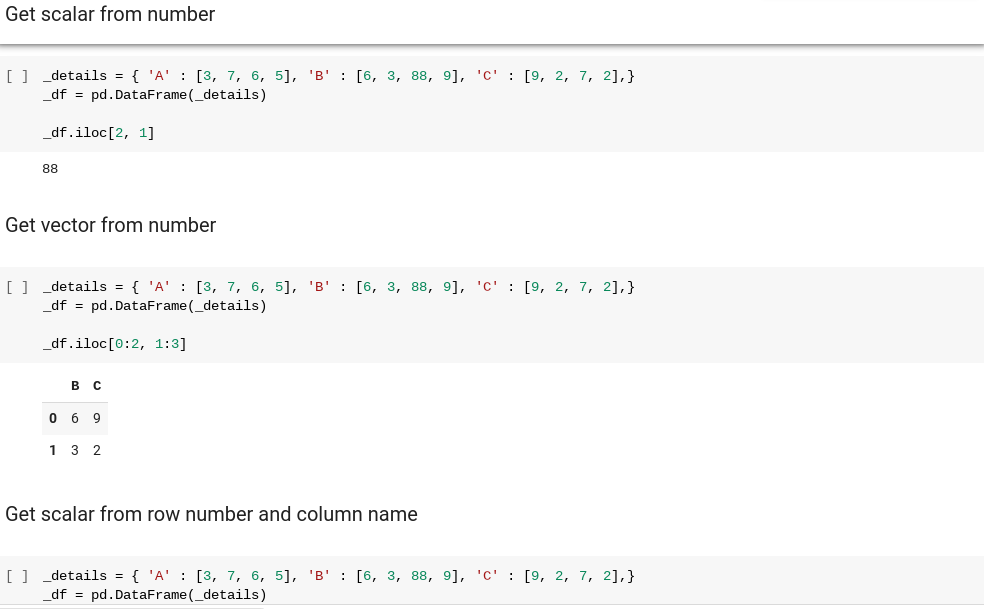 Get scalar from number
[ ] _details = { 'A' : [3, 7, 6, 5], 'B' : [6, 3, 88, 9], 'C' : [9, 2, 7, 2],}
_df = pd.DataFrame(_details)
_df.iloc[2, 1]
88
Get vector from number
[ ] _details = { 'A' : [3, 7, 6, 5], 'B' : [6, 3, 88, 9], 'C' : [9, 2, 7, 2],}
_df = pd.DataFrame(_details)
_df.iloc[0:2, 1:3]
B C
0 6 9
1 3 2
Get scalar from row number and column name
[ ] _details = { 'A' : [3, 7, 6, 5], 'B' : [6, 3, 88, 9], 'C' : [9, 2, 7, 2],}
_df = pd.DataFrame(_details)